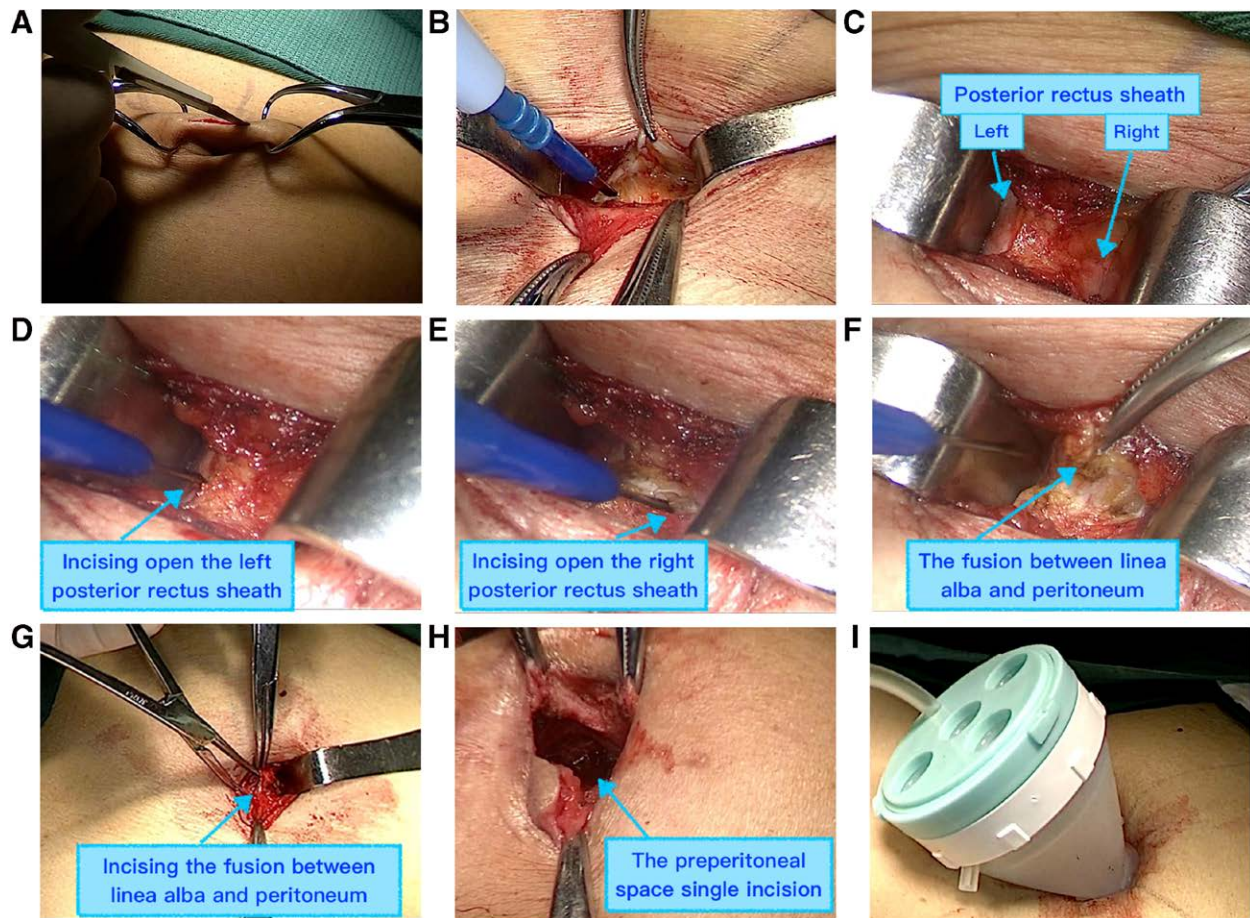 A
B
C
Posterior rectus sheath
Left
Right
D
Incising open the left
posterior rectus sheath
E
Incising open the right
posterior rectus sheath
F
The fusion between linea
alba and peritoneum
G
Incising the fusion between
linea alba and peritoneum
H
The preperitoneal
space single incision
I